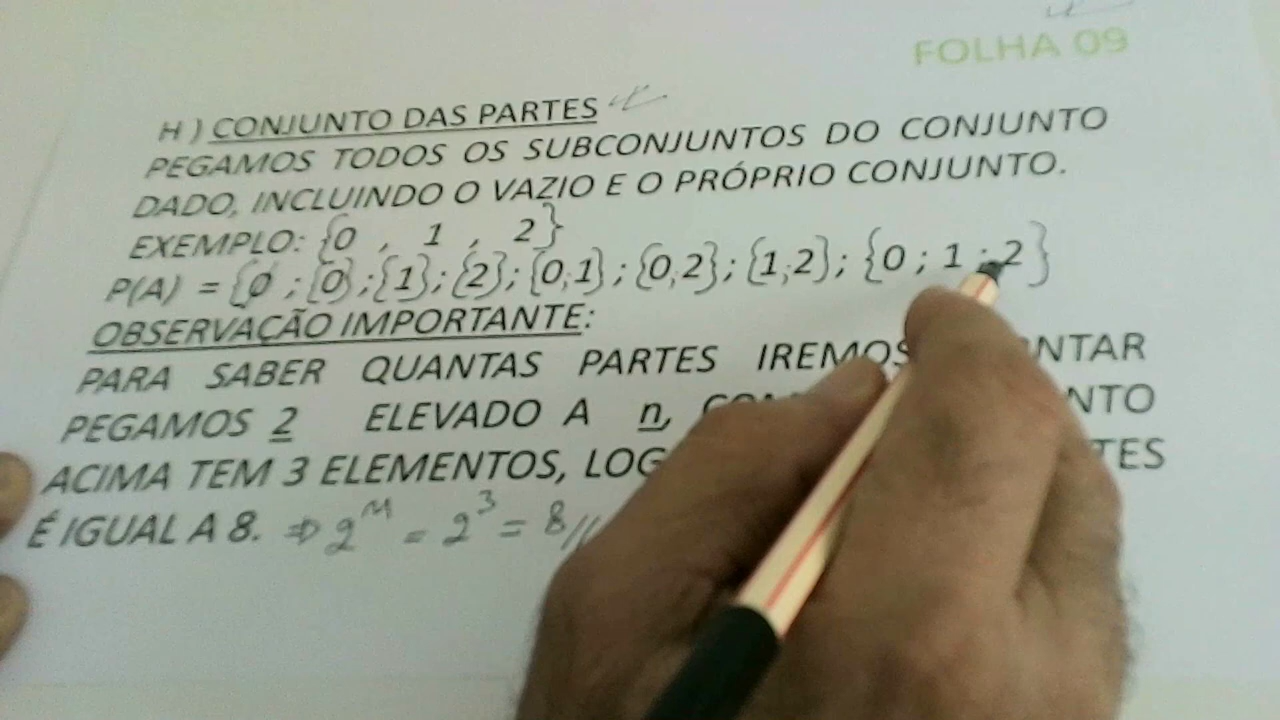 FOLHA 09
H ) CONJUNTO DAS PARTES
PEGAMOS TODOS OS SUBCONJUNTOS DO CONJUNTO
DADO, INCLUINDO O VAZIO E O PRÓPRIO CONJUNTO.
EXEMPLO: {0 , 1 , 2}
P(A) = {ø ; {0} ; {1} ; {2} ; {0,1} ; {0,2} ; {1,2} ; {0 ; 1 ; 2}
OBSERVAÇÃO IMPORTANTE:
PARA SABER QUANTAS PARTES IREMOS
PEGAMOS 2 ELEVADO A n,
ACIMA TEM 3 ELEMENTOS,
É IGUAL A 8. ⇒ 2ⁿ = 2³ = 8//